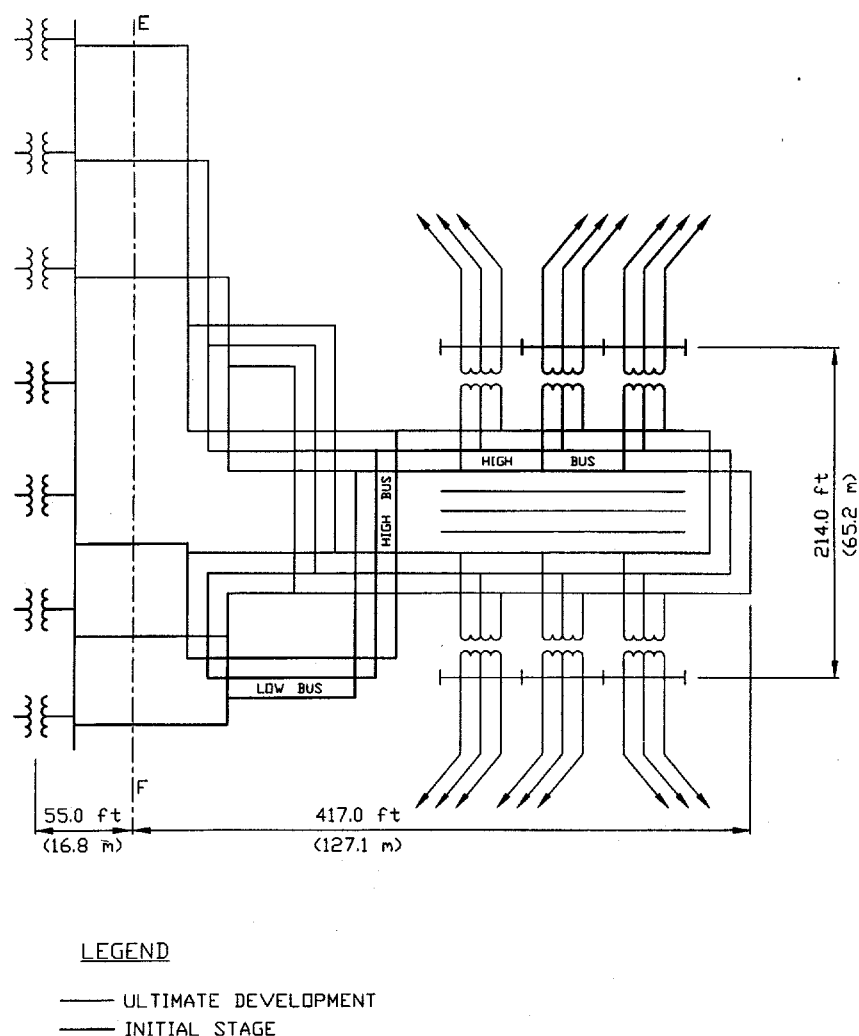 E
HIGH BUS
HIGH BUS
214.0 ft
(65.2 m)
LOW BUS
F
55.0 ft
(16.8 m)
417.0 ft
(127.1 m)
LEGEND
ULTIMATE DEVELOPMENT
INITIAL STAGE